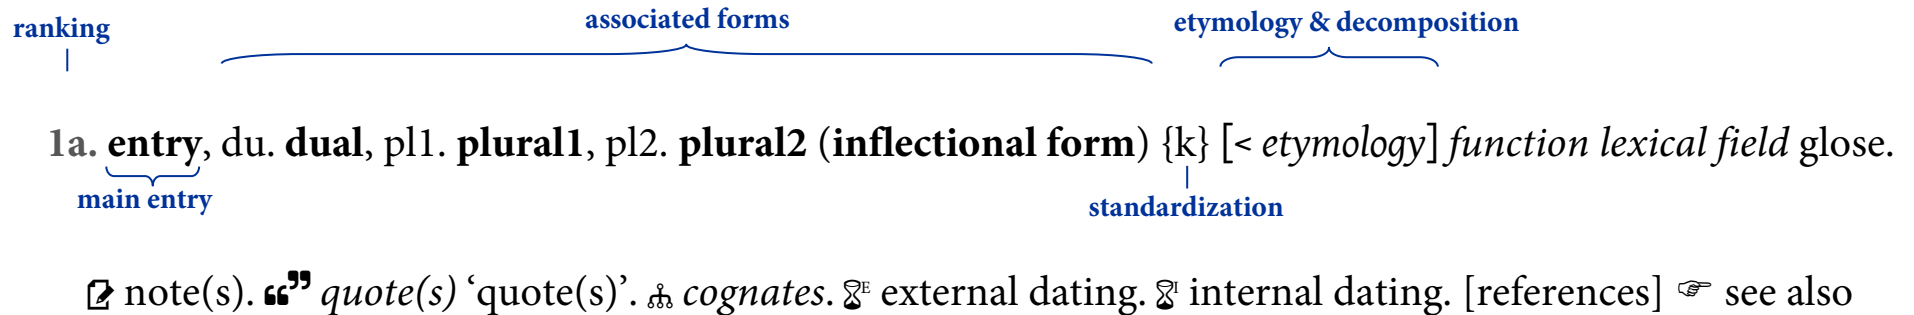 ranking associated forms etymology & decomposition
1a. entry, du. dual, pl1. plural1, pl2. plural2 (inflectional form) {k} [< etymology] function lexical field glose.
main entry standardization
note(s). ❝❞ quote(s) ‘quote(s)’. cognates. E external dating. I internal dating. [references] ☞ see also